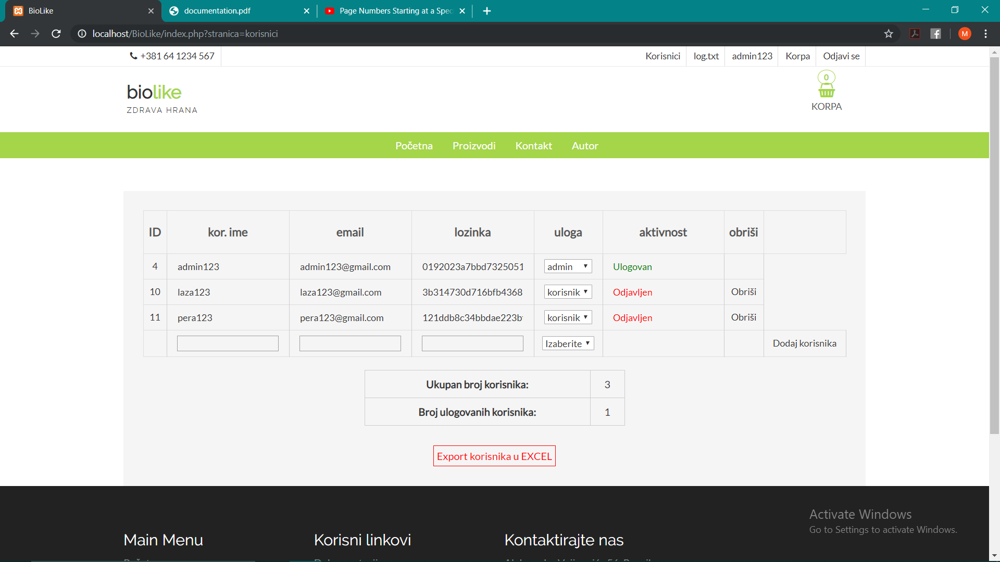 BioLike
documentation.pdf
Page Numbers Starting at a Spec
localhost/BioLike/index.php?stranica=korisnici
M
+381 64 1234 567
Korisnici
log.txt
admin123
Korpa
Odjavi se
biolike
ZDRAVA HRANA
0
KORPA
Početna
Proizvodi
Kontakt
Autor
ID kor. ime email lozinka uloga aktivnost obriši
4 admin123 admin123@gmail.com 0192023a7bbd7325051 admin Ulogovan
10 laza123 laza123@gmail.com 3b314730d716bfb4368 korisnik Odjavljen Obriši
11 pera123 pera123@gmail.com 121ddb8c34bbdae223b korisnik Odjavljen Obriši
Izaberite Dodaj korisnika
Ukupan broj korisnika: 3
Broj ulogovanih korisnika: 1
Export korisnika u EXCEL
Activate Windows
Go to Settings to activate Windows.
Main Menu
Korisni linkovi
Kontaktirajte nas